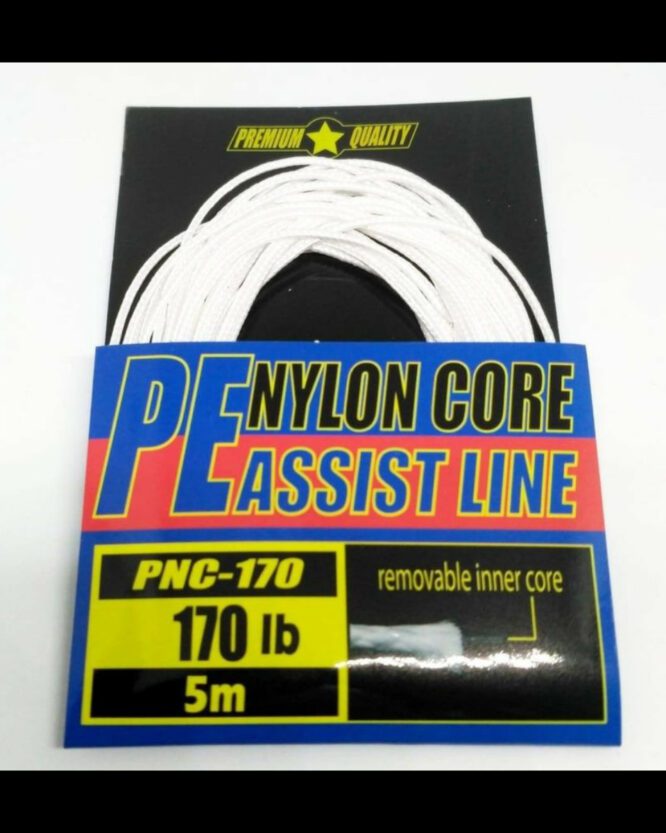 PREMIUM QUALITY
PE NYLON CORE
ASSIST LINE
PNC-170
170 lb
5m
removable inner core